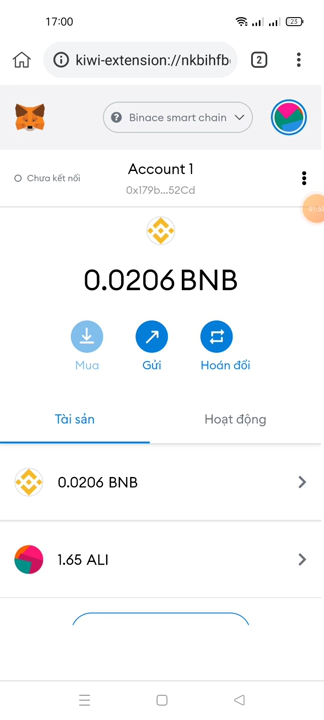 17:00
23
kiwi-extension://nkbihfb
2
Binace smart chain
Chưa kết nối
Account 1
0x179b...52Cd
0.0206 BNB
Mua
Gửi
Hoán đổi
Tài sản
Hoạt động
0.0206 BNB
1.65 ALI